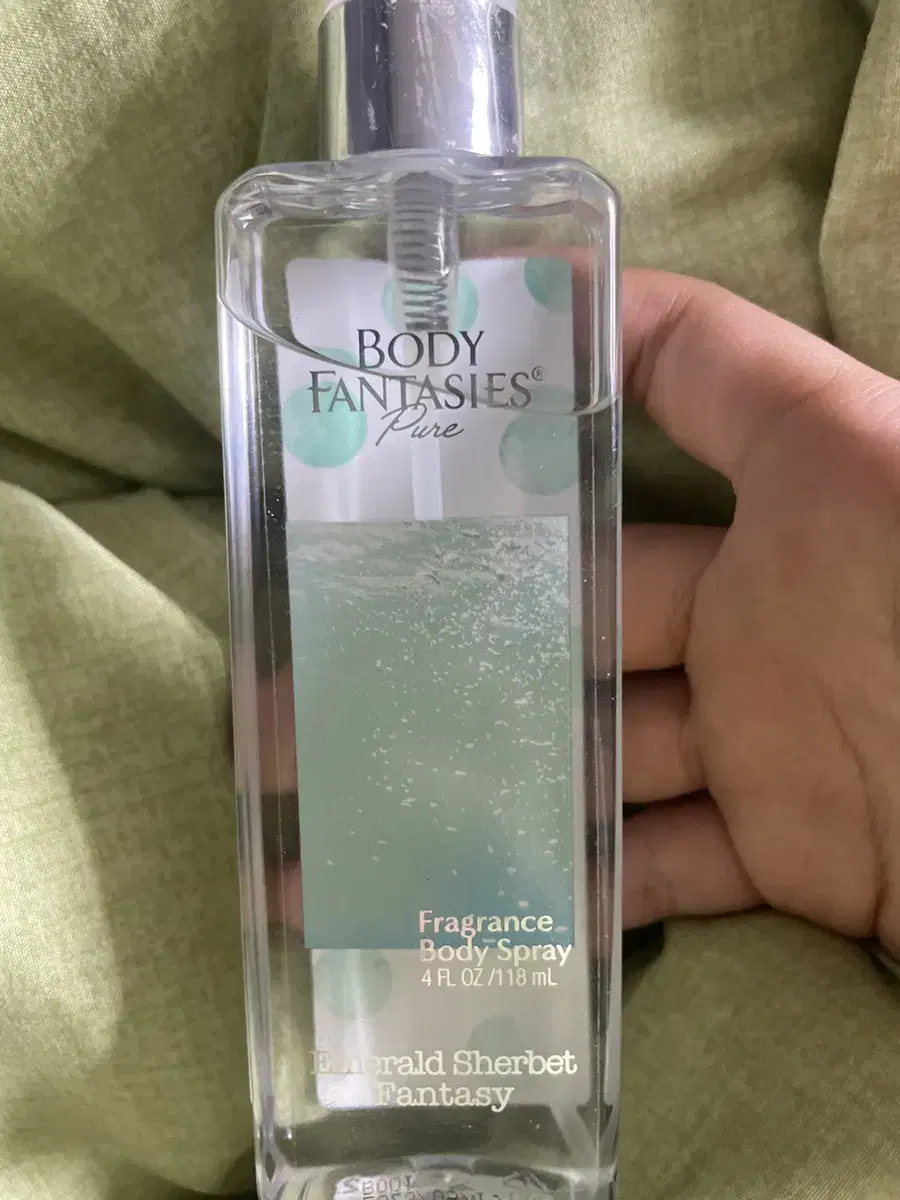 BODY
FANTASIES®
Pure
Fragrance
Body Spray
4 FL OZ/118 mL
Emerald Sherbet
Fantasy